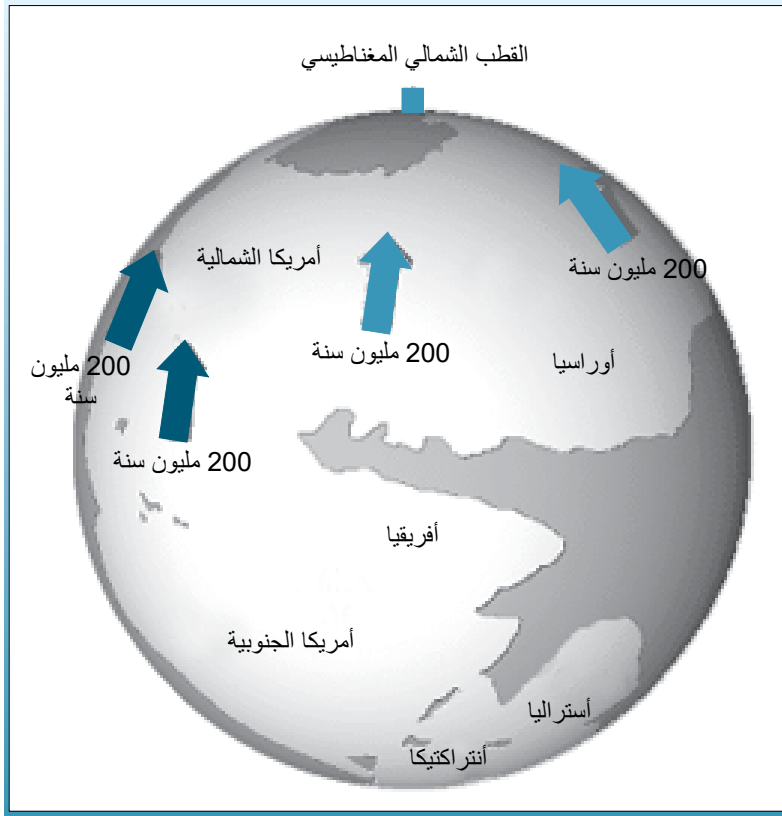 القطب الشمالي المغناطيسي
أمريكا الشمالية
200 مليون سنة
200 مليون سنة
أوراسيا
200 مليون
سنة
200 مليون سنة
أفريقيا
أمريكا الجنوبية
أستراليا
أنتراكتيكا